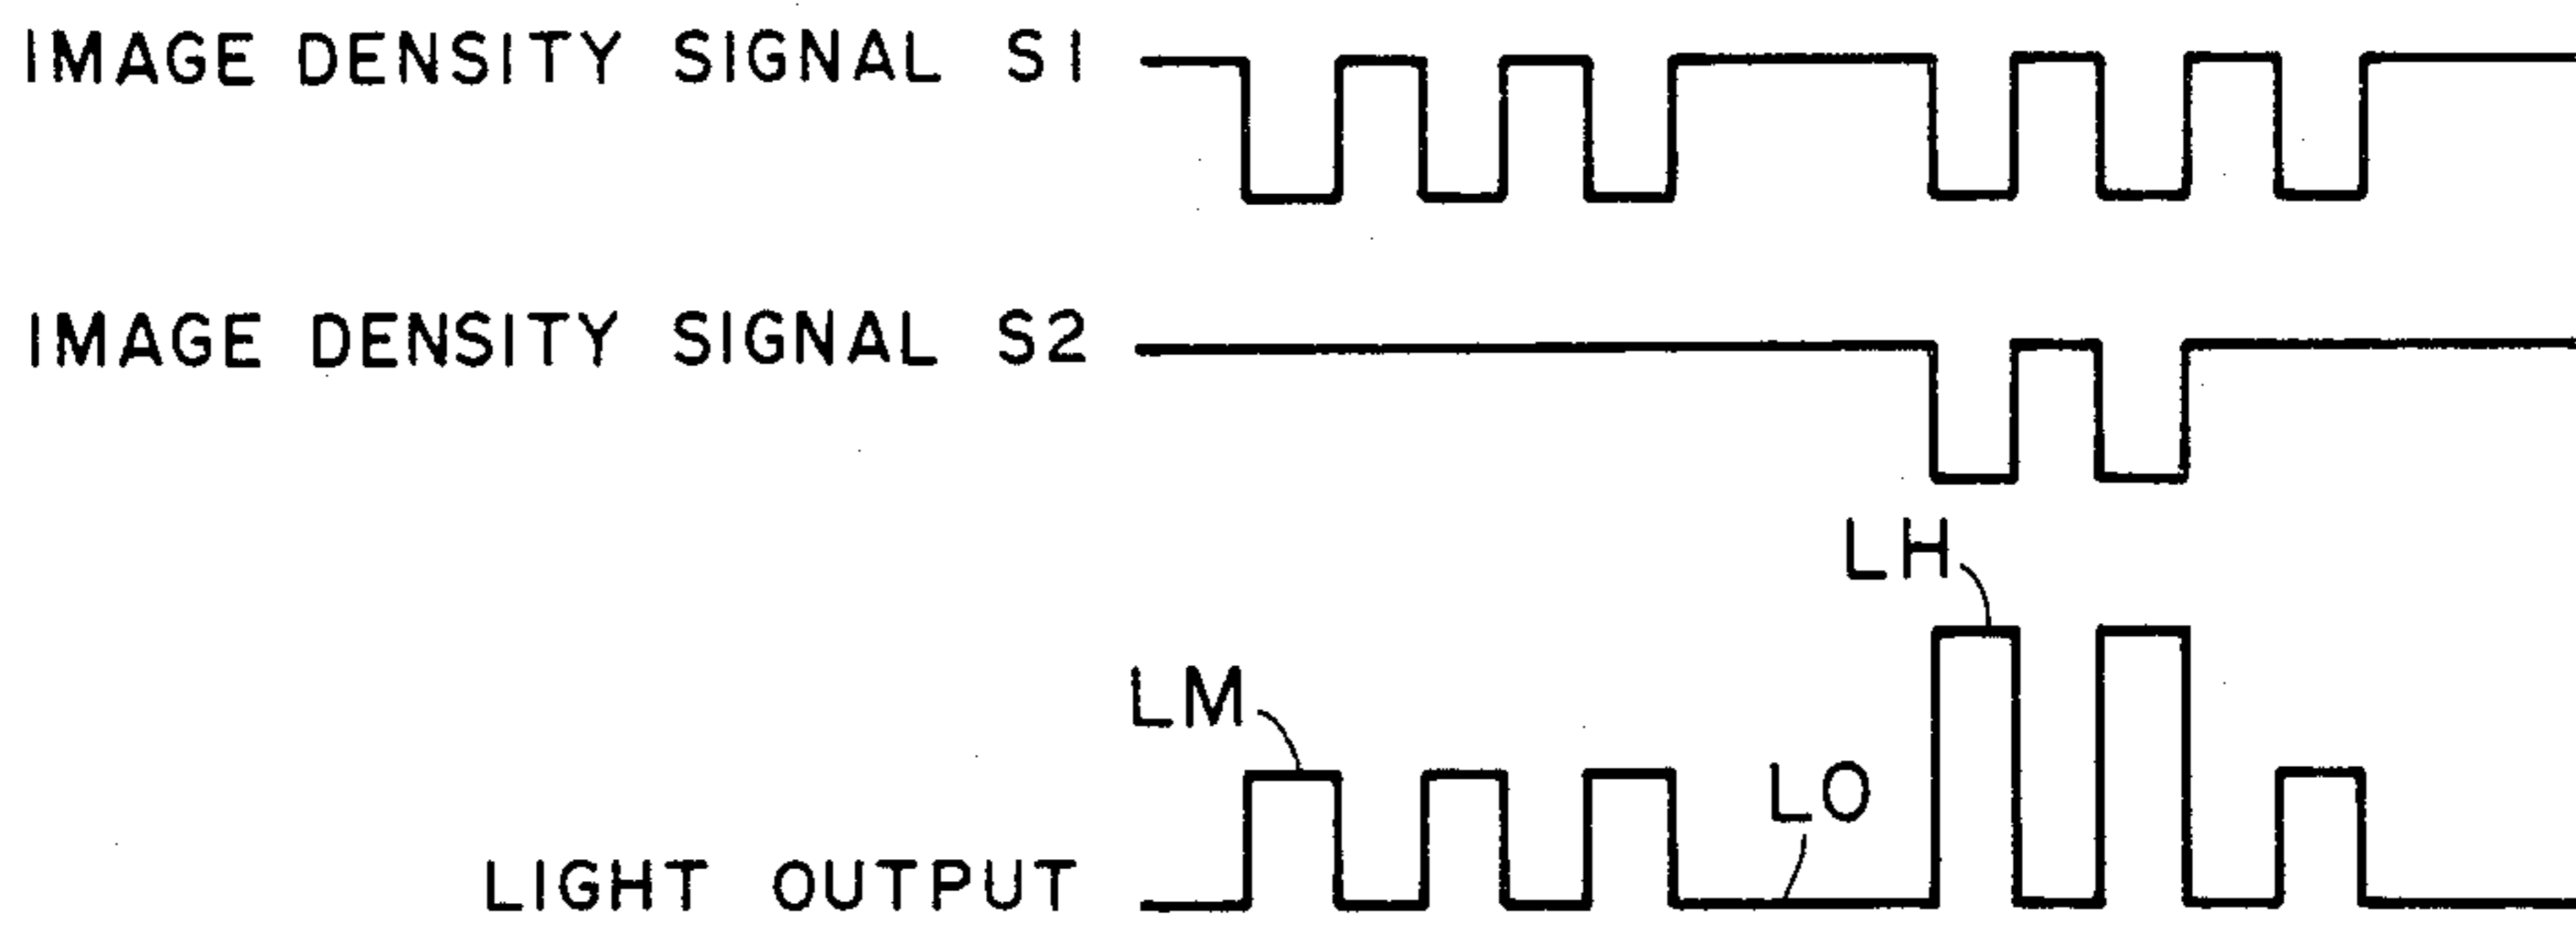 IMAGE DENSITY SIGNAL S1
IMAGE DENSITY SIGNAL S2
LH
LM
LO
LIGHT OUTPUT